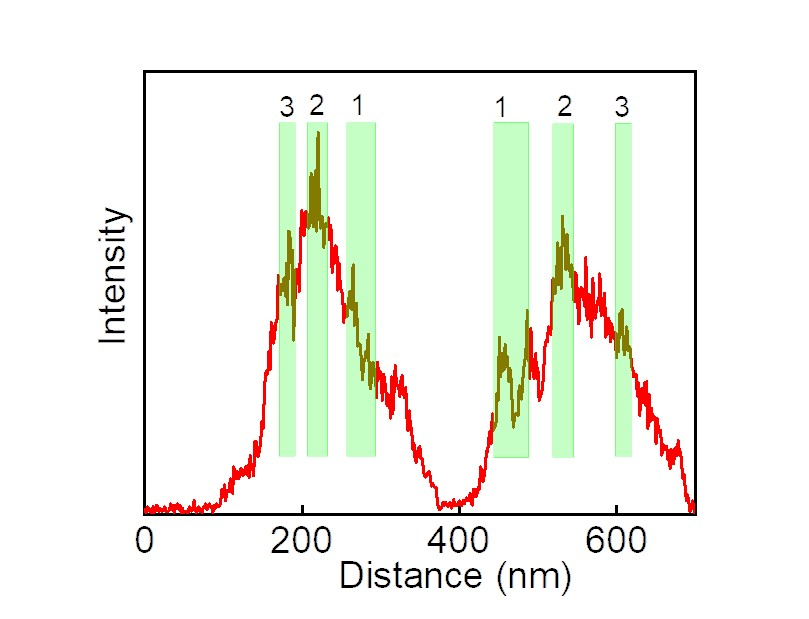 3 2 1 1 2 3
Intensity
0 200 400 600
Distance (nm)